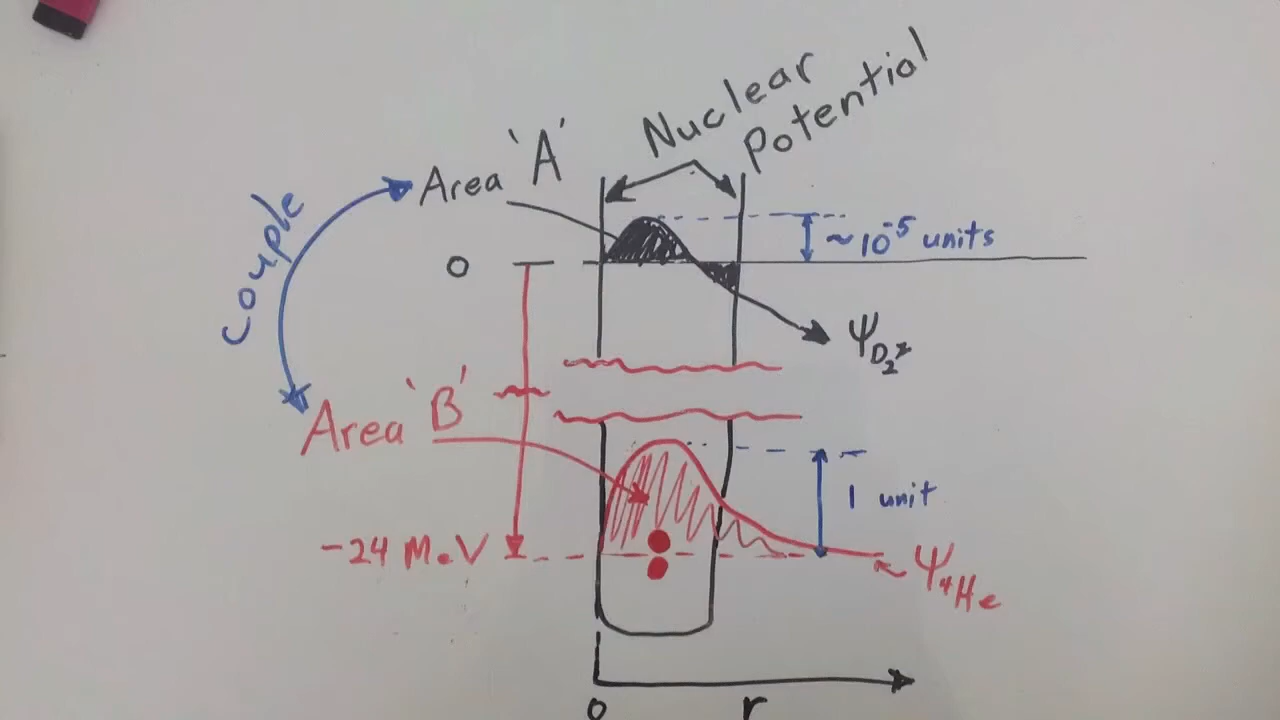 Nuclear
Potential
Area 'A'
Couple
~10⁻⁵ units
0
Ψ_D₂*
Area 'B'
1 unit
-24 MeV
Ψ_⁴He
0
r